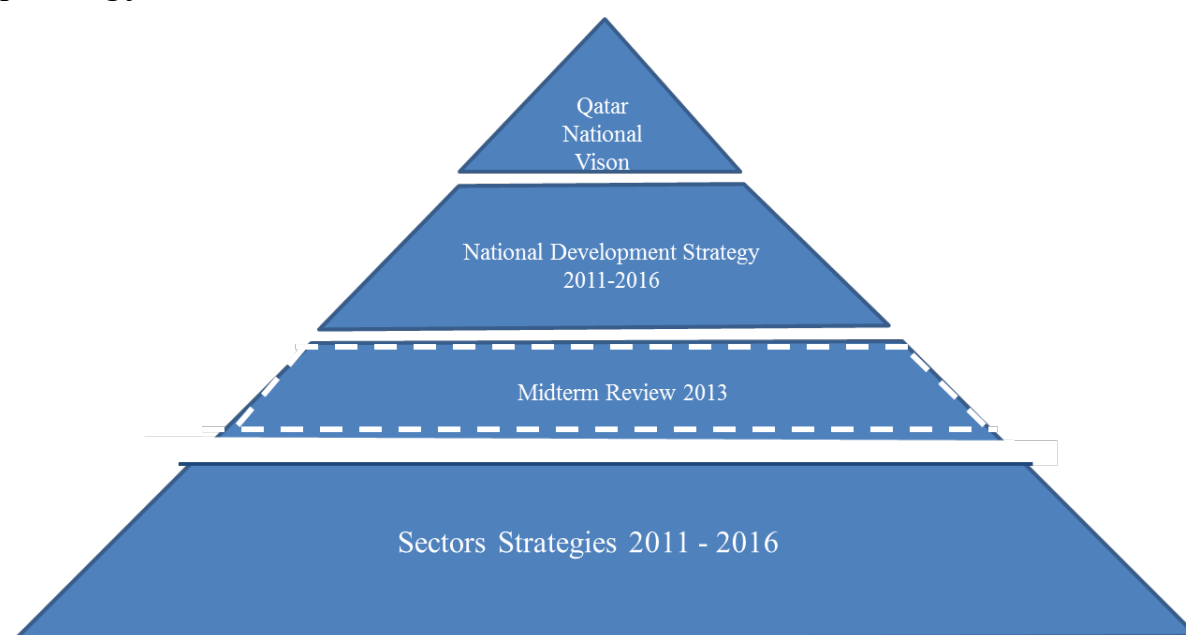 Qatar
National
Vison
National Development Strategy
2011-2016
Midterm Review 2013
Sectors Strategies 2011 - 2016